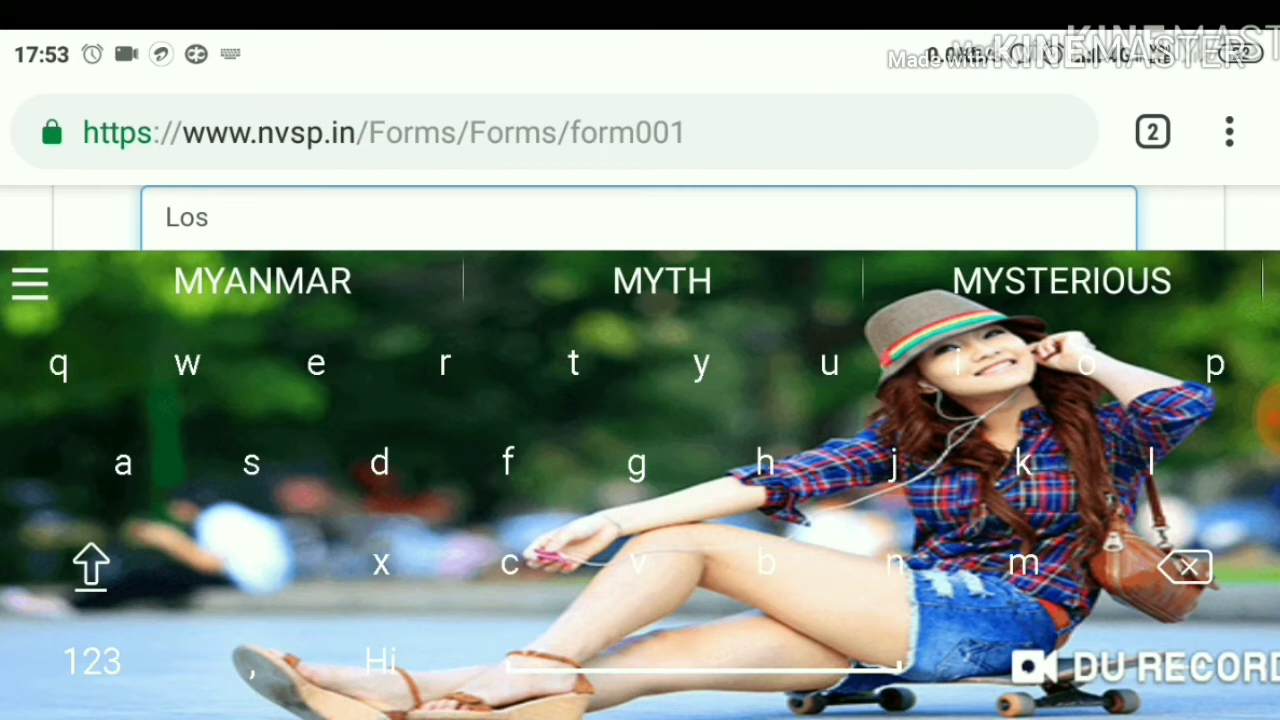 17:53
Made with KINEMASTER
https://www.nvsp.in/Forms/Forms/form001
2
Los
MYANMAR MYTH MYSTERIOUS
q w e r t y u i o p
a s d f g h j k l
x c v b n m
123 , Hi
DU RECORD